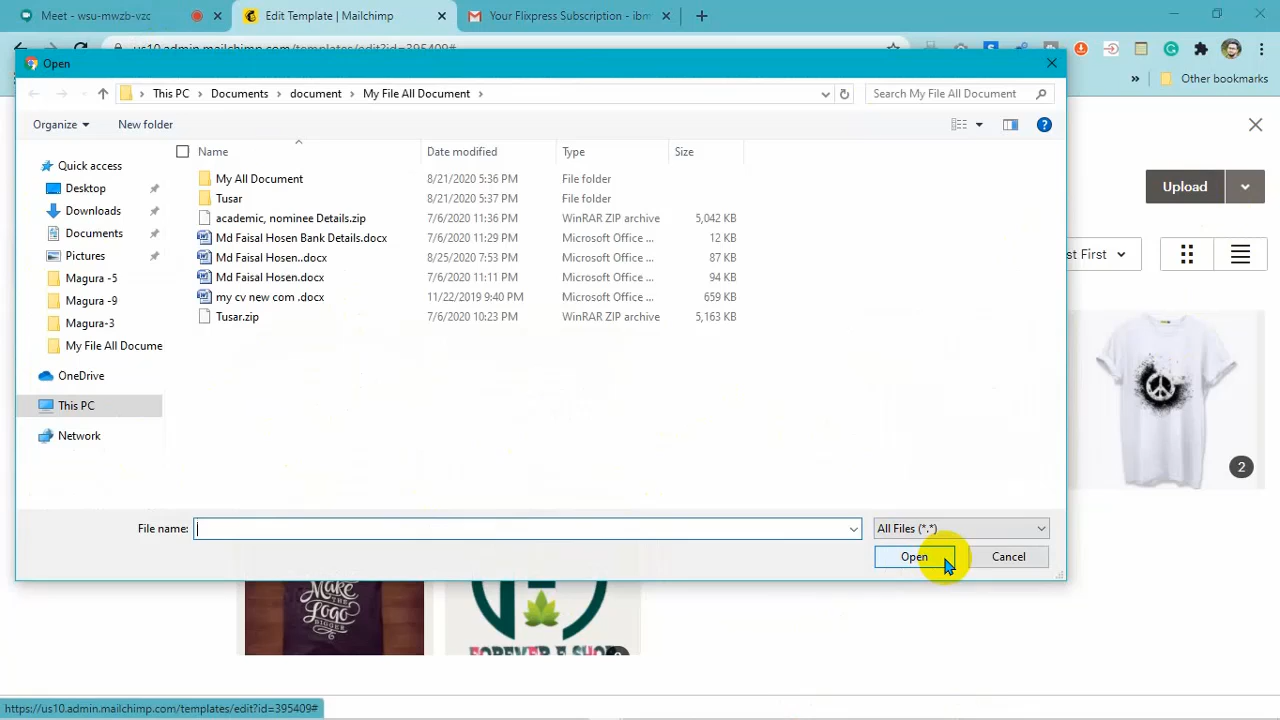 Meet - wsu-mwzb-vzc
Edit Template | Mailchimp
Your Flixpress Subscription - ibm
us10.admin.mailchimp.com/templates/edit?id=395409#
Other bookmarks
Open
This PC > Documents > document > My File All Document >
Search My File All Document
Organize
New folder
Name
Date modified
Type
Size
Quick access
Desktop
Downloads
Documents
Pictures
Magura -5
Magura -9
Magura-3
My File All Docume
OneDrive
This PC
Network
My All Document 8/21/2020 5:36 PM File folder
Tusar 8/21/2020 5:37 PM File folder
academic, nominee Details.zip 7/6/2020 11:36 PM WinRAR ZIP archive 5,042 KB
Md Faisal Hosen Bank Details.docx 7/6/2020 11:29 PM Microsoft Office ... 12 KB
Md Faisal Hosen..docx 8/25/2020 7:53 PM Microsoft Office ... 87 KB
Md Faisal Hosen.docx 7/6/2020 11:11 PM Microsoft Office ... 94 KB
my cv new com .docx 11/22/2019 9:40 PM Microsoft Office ... 659 KB
Tusar.zip 7/6/2020 10:23 PM WinRAR ZIP archive 5,163 KB
File name:
All Files (*.*)
Open
Cancel
Upload
st First
2
MAKE
THE
LOGO
BIGGER
FOREVER E SHOP
https://us10.admin.mailchimp.com/templates/edit?id=395409#